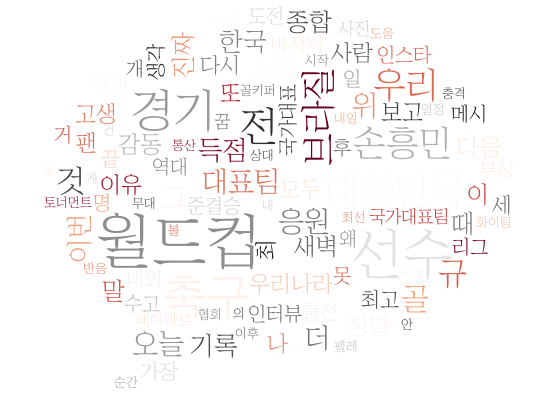 도전
종합
사진
도움
한국
마지막
사람
인스타
개
생각
진짜
다시
시작
일
우리
충격
골키퍼
또
국가대표
브라질
위
보고
열정
메시
고생
경기
꿈
전
내일
거
팬
감동
통산
득점
상대
후
손흥민
다음
부상
끝
역대
것
이유
대표팀
모두
대한민국
이
세
토너먼트
명
무대
그
준결승
내
최선
국가대표팀
때
화이팅
이번
월드컵
볼
최
응원
새벽
왜
선수
리그
반응
대회
축구
우리나라
못
규
말
수고
네이마르
협회
의
인터뷰
출전
최고
골
안
정말
오늘
기록
이후
나
더
펠레
순간
가장